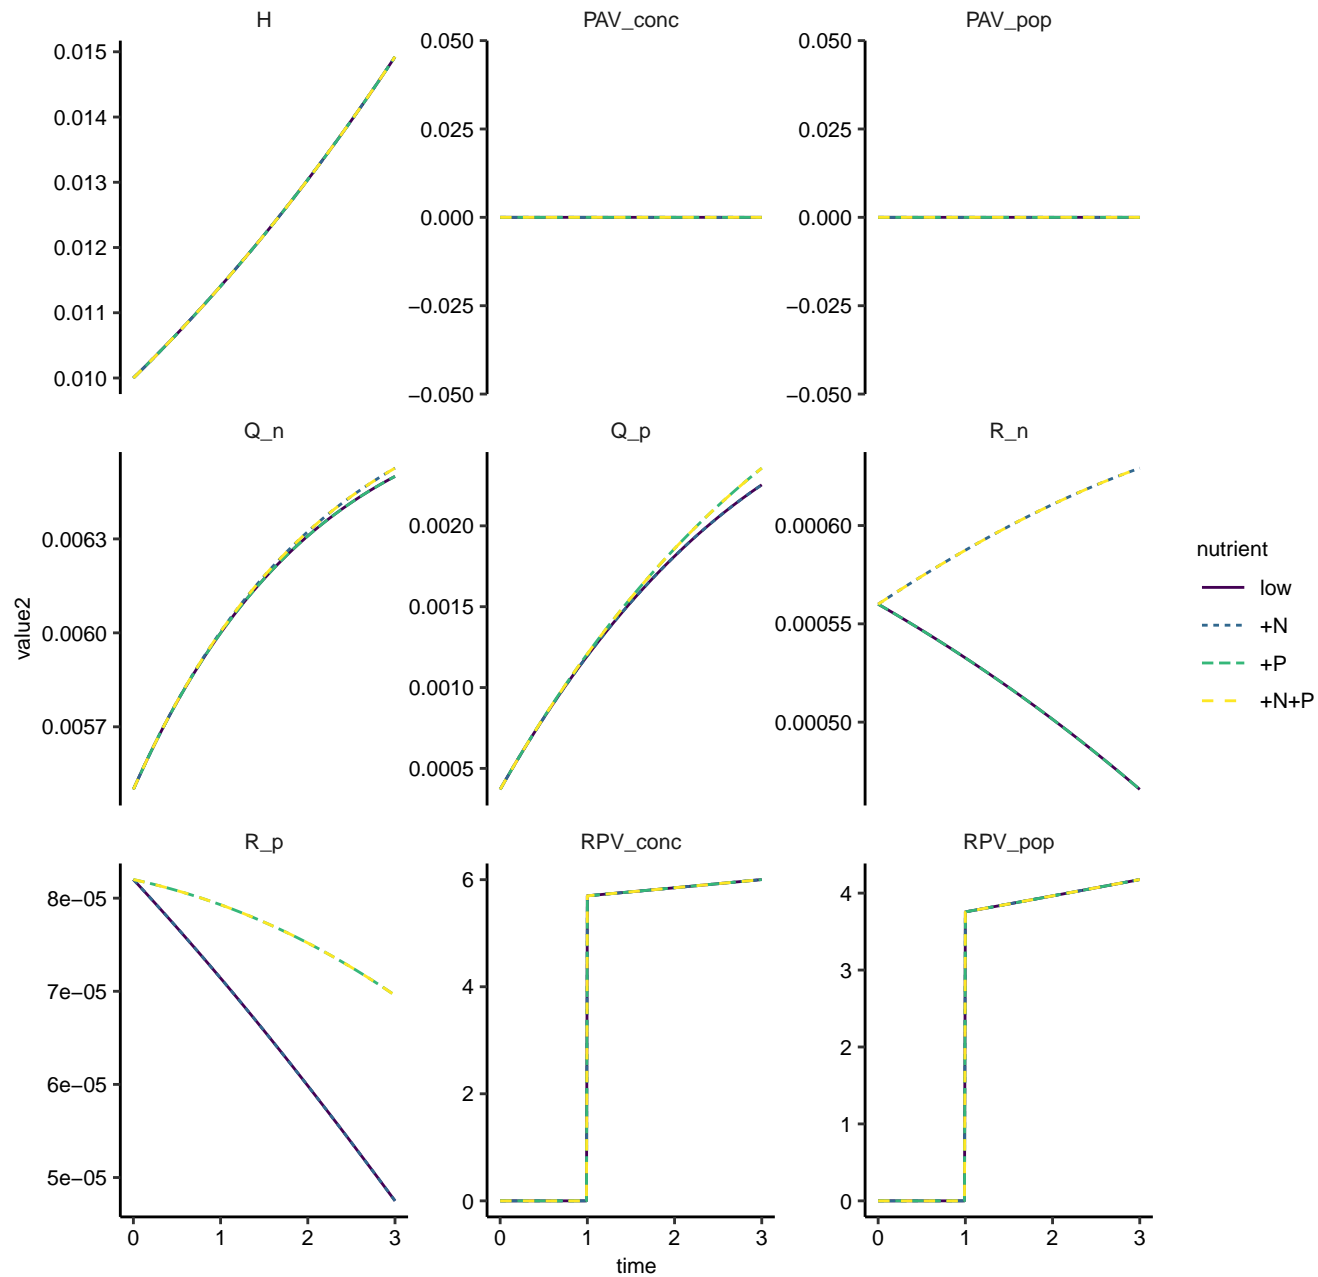 H
PAV_conc
PAV_pop
0.015
0.014
0.013
0.012
0.011
0.010
0.050
0.025
0.000
−0.025
−0.050
0.050
0.025
0.000
−0.025
−0.050
Q_n
Q_p
R_n
0.0063
0.0060
0.0057
0.0020
0.0015
0.0010
0.0005
0.00060
0.00055
0.00050
value2
nutrient
low
+N
+P
+N+P
R_p
RPV_conc
RPV_pop
8e−05
7e−05
6e−05
5e−05
6
4
2
0
4
3
2
1
0
0 1 2 3
0 1 2 3
0 1 2 3
time